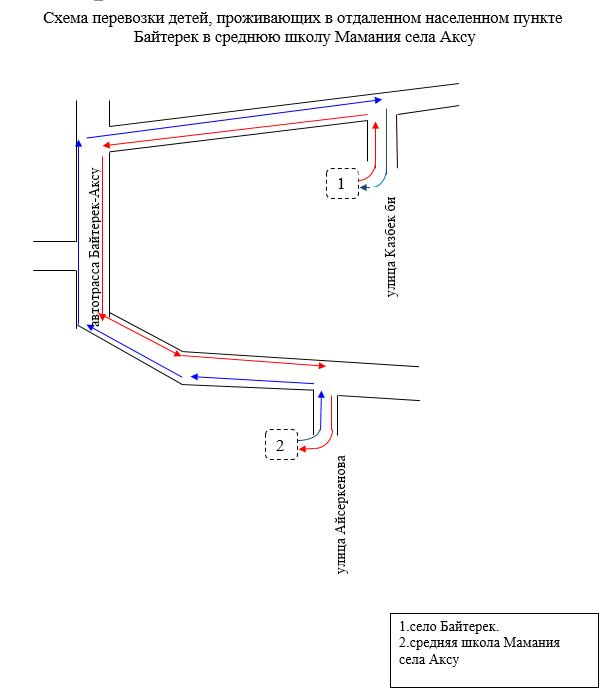 Схема перевозки детей, проживающих в отдаленном населенном пункте
Байтерек в среднюю школу Мамания села Аксу
1
улица Казбек би
автотрасса Байтерек-Аксу
2
улица Айсеркенова
1.село Байтерек.
2.средняя школа Мамания
села Аксу